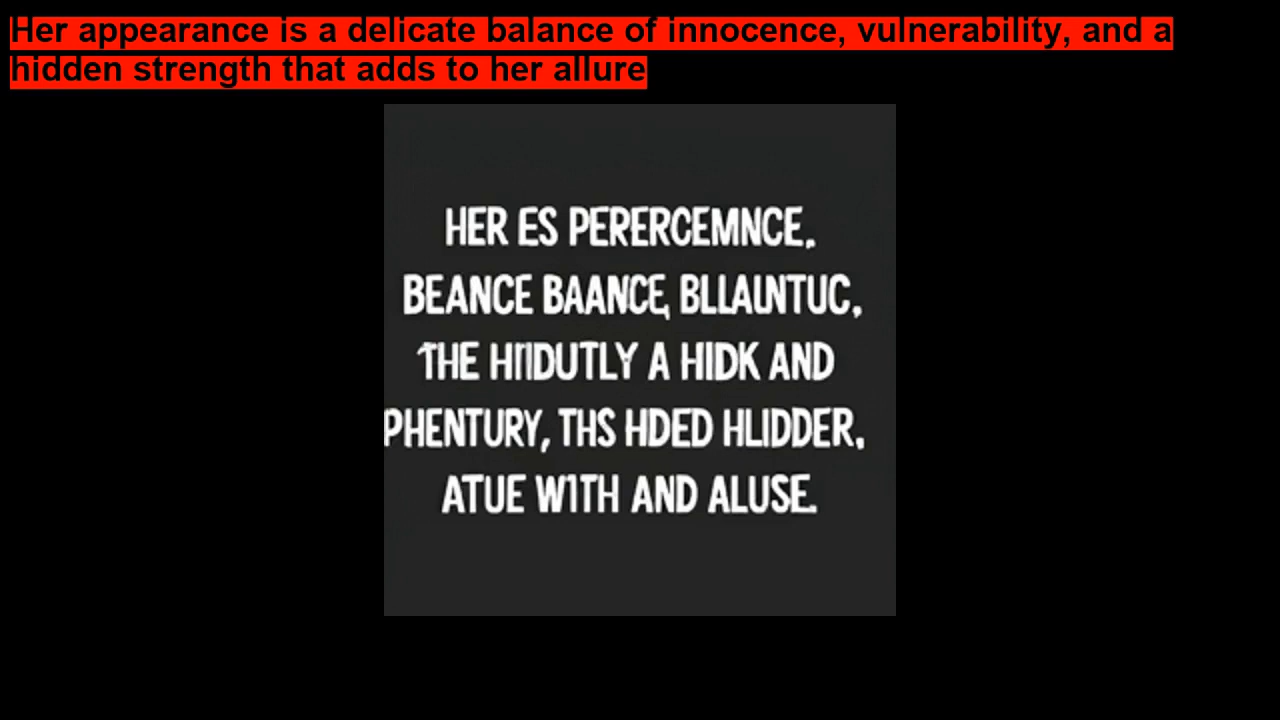 Her appearance is a delicate balance of innocence, vulnerability, and a
hidden strength that adds to her allure
HER ES PERERCEMNCE.
BEANCE BAANCE, BLLAUNTUC,
THE HIIDUTLY A HIDK AND
PHENTURY, THS HDED HLIDDER,
ATUE WITH AND ALUSE.